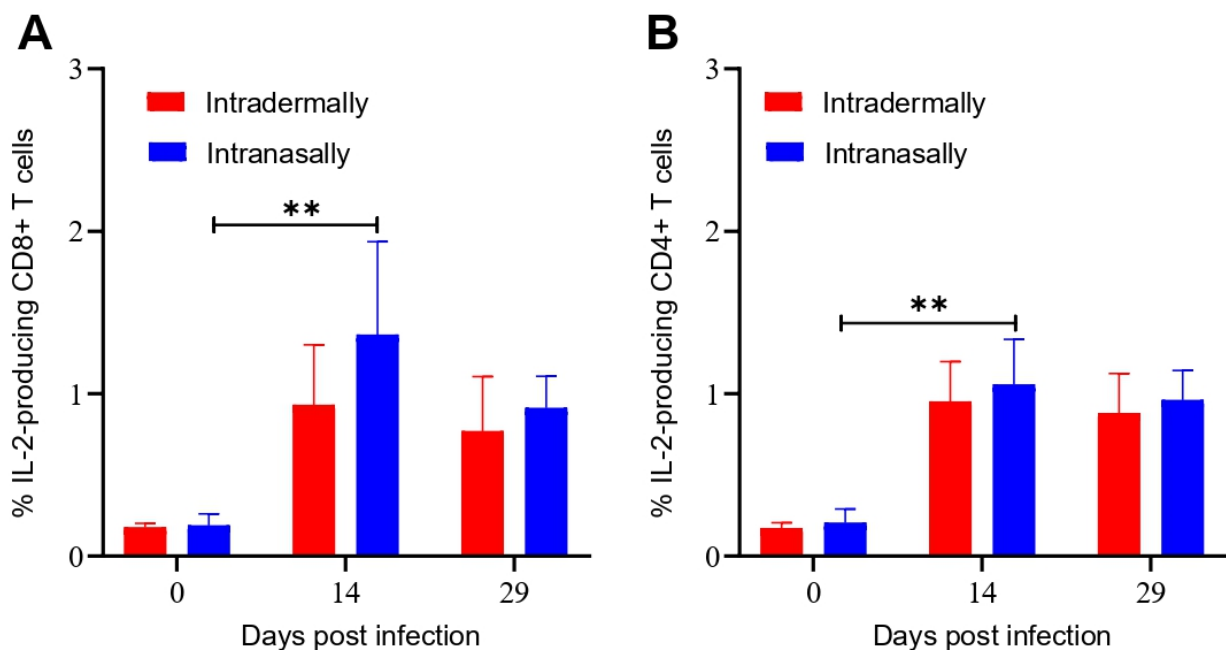 A
% IL-2-producing CD8+ T cells
3
2
1
0
Intradermally
Intranasally
**
0 14 29
Days post infection
B
% IL-2-producing CD4+ T cells
3
2
1
0
Intradermally
Intranasally
**
0 14 29
Days post infection